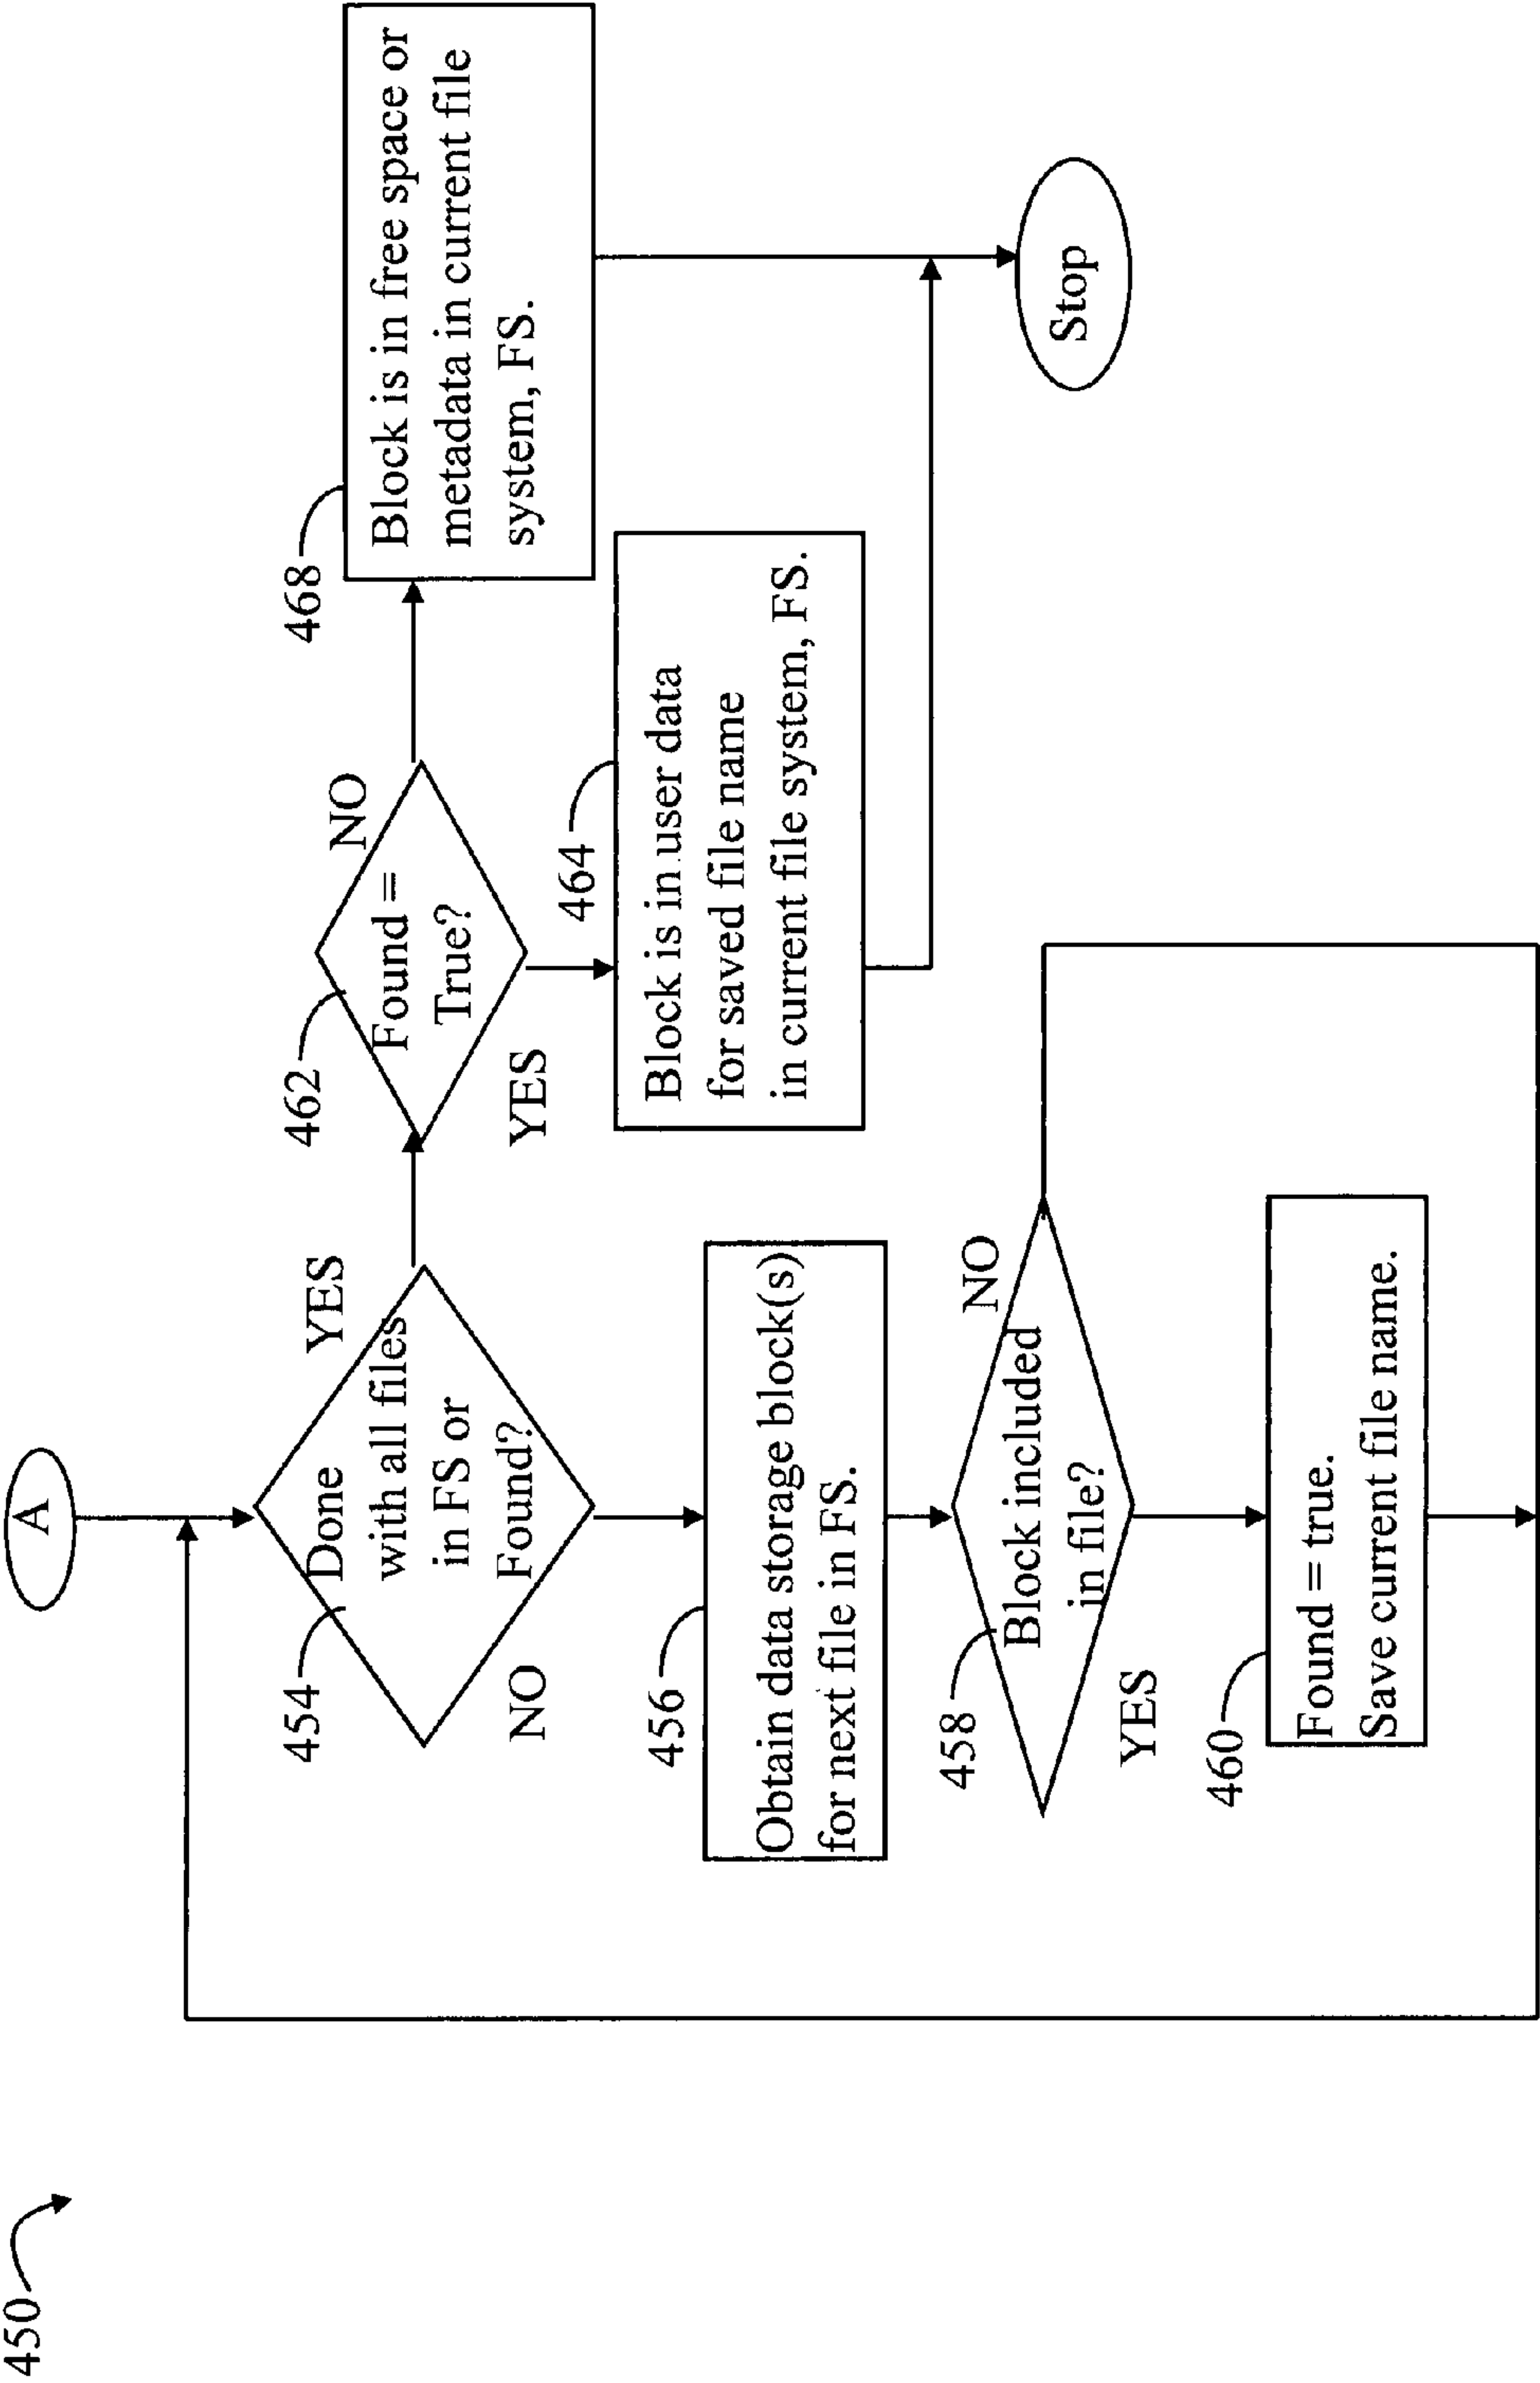 450
A
454
Done
with all files
in FS or
Found?
YES
NO
456
Obtain data storage block(s)
for next file in FS.
458
Block included
in file?
NO
YES
460
Found = true.
Save current file name.
462
Found =
True?
NO
YES
464
Block is in user data
for saved file name
in current file system, FS.
468
Block is in free space or
metadata in current file
system, FS.
Stop